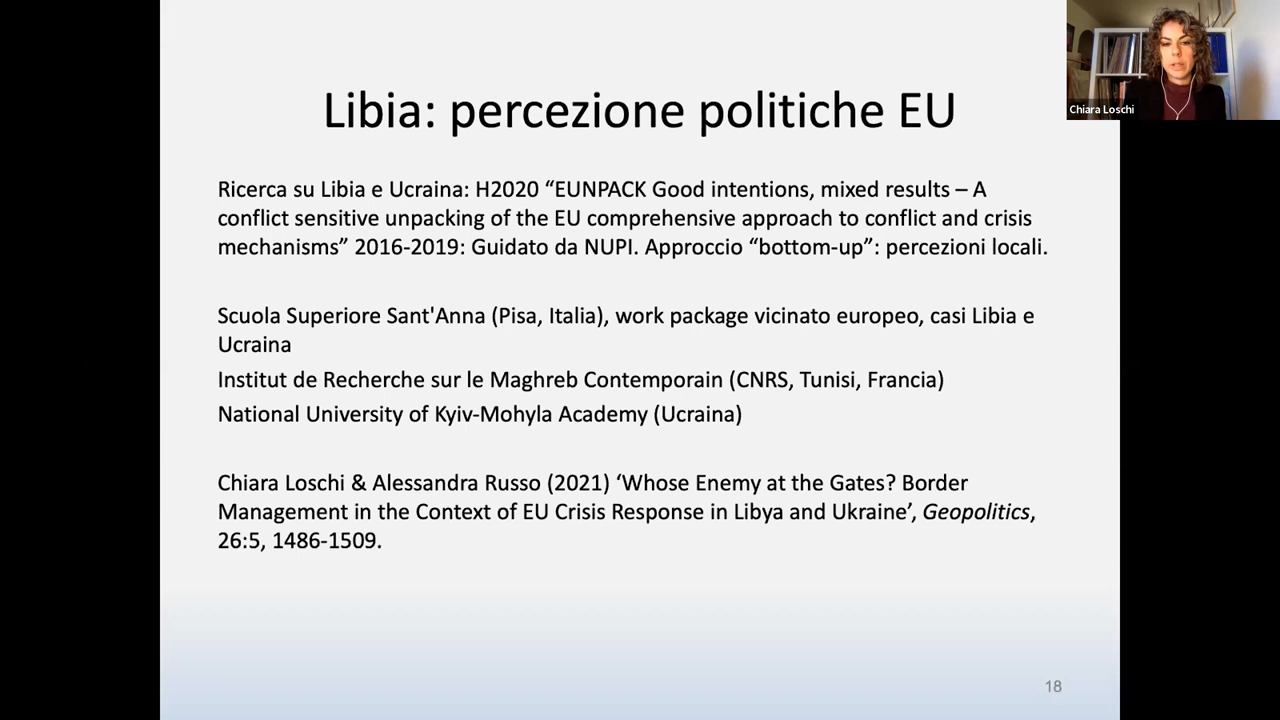 Chiara Loschi
Libia: percezione politiche EU
Ricerca su Libia e Ucraina: H2020 “EUNPACK Good intentions, mixed results – A
conflict sensitive unpacking of the EU comprehensive approach to conflict and crisis
mechanisms” 2016-2019: Guidato da NUPI. Approccio “bottom-up”: percezioni locali.
Scuola Superiore Sant'Anna (Pisa, Italia), work package vicinato europeo, casi Libia e
Ucraina
Institut de Recherche sur le Maghreb Contemporain (CNRS, Tunisi, Francia)
National University of Kyiv-Mohyla Academy (Ucraina)
Chiara Loschi & Alessandra Russo (2021) ‘Whose Enemy at the Gates? Border
Management in the Context of EU Crisis Response in Libya and Ukraine’, Geopolitics,
26:5, 1486-1509.
18